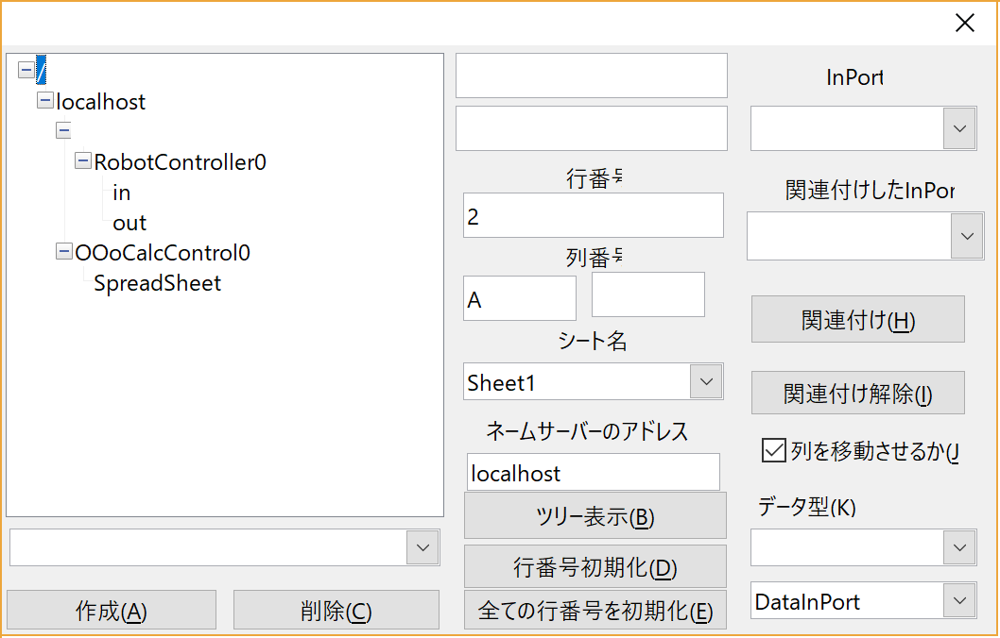 /
localhost
RobotController0
in
out
OOoCalcControl0
SpreadSheet
作成(A)
削除(C)
行番号
2
列番号
A
シート名
Sheet1
ネームサーバーのアドレス
localhost
ツリー表示(B)
行番号初期化(D)
全ての行番号を初期化(E)
InPort
関連付けしたInPor
関連付け(H)
関連付け解除(I)
列を移動させるか(J
データ型(K)
DataInPort